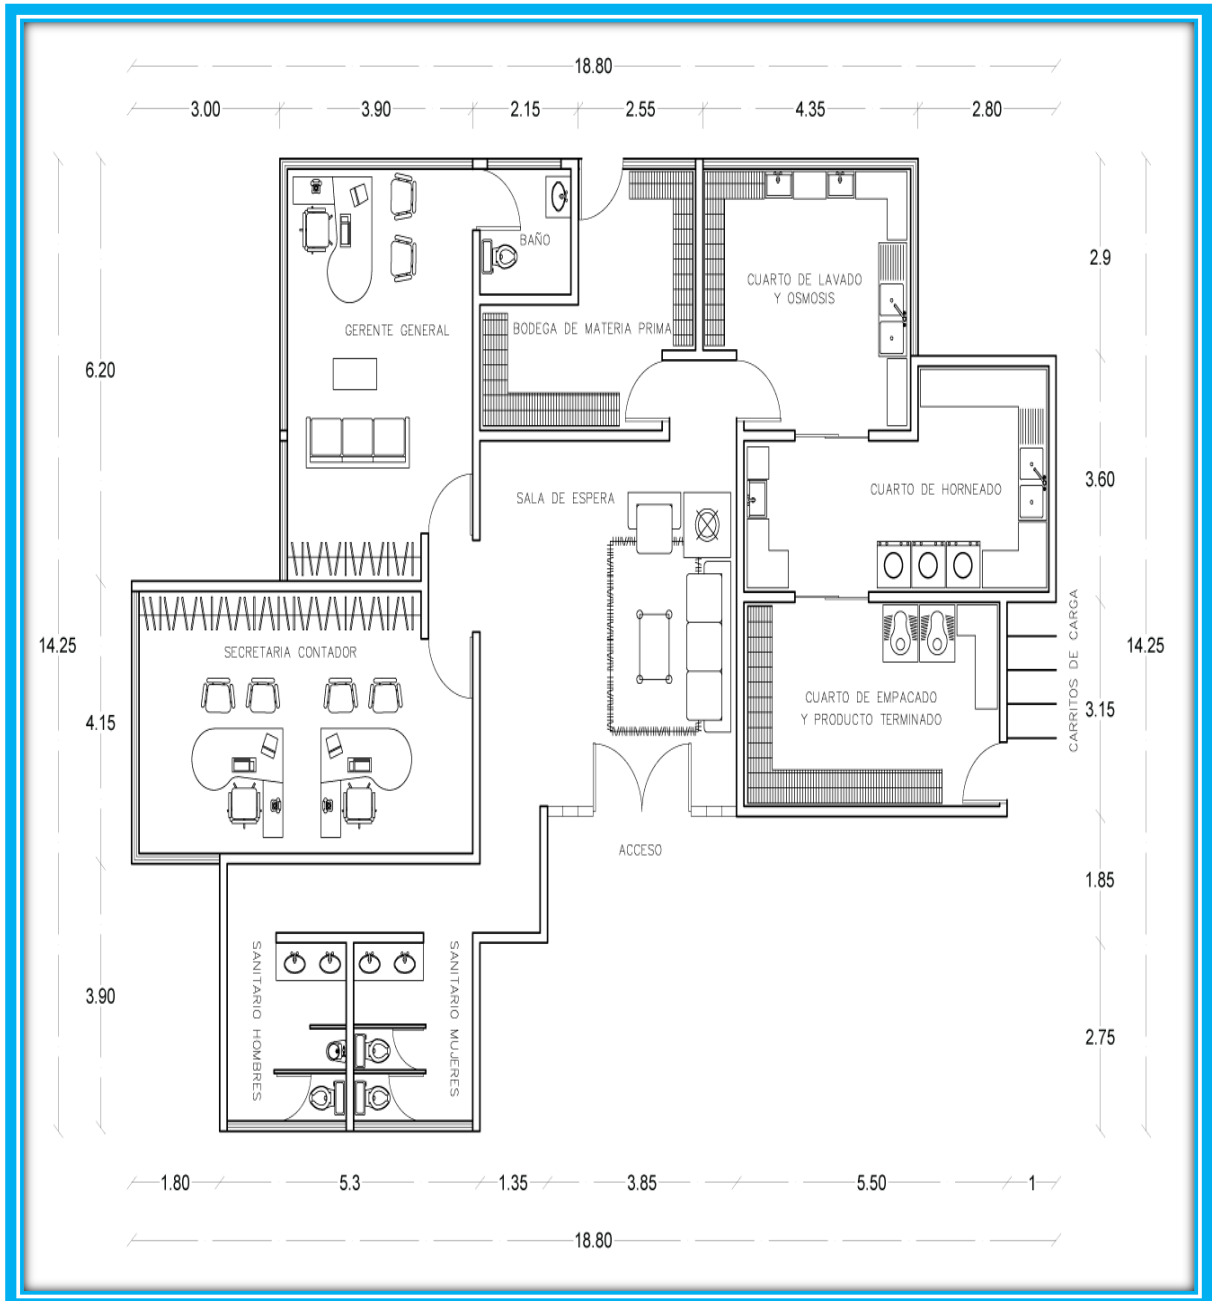 18.80
3.00 3.90 2.15 2.55 4.35 2.80
BAÑO
2.9
CUARTO DE LAVADO
Y OSMOSIS
GERENTE GENERAL
BODEGA DE MATERIA PRIMA
6.20
3.60
SALA DE ESPERA
CUARTO DE HORNEADO
14.25
SECRETARIA CONTADOR
14.25
CARRITOS DE CARGA
4.15
CUARTO DE EMPACADO
Y PRODUCTO TERMINADO
3.15
ACCESO
1.85
SANITARIO HOMBRES
SANITARIO MUJERES
3.90
2.75
1.80 5.3 1.35 3.85 5.50 1
18.80